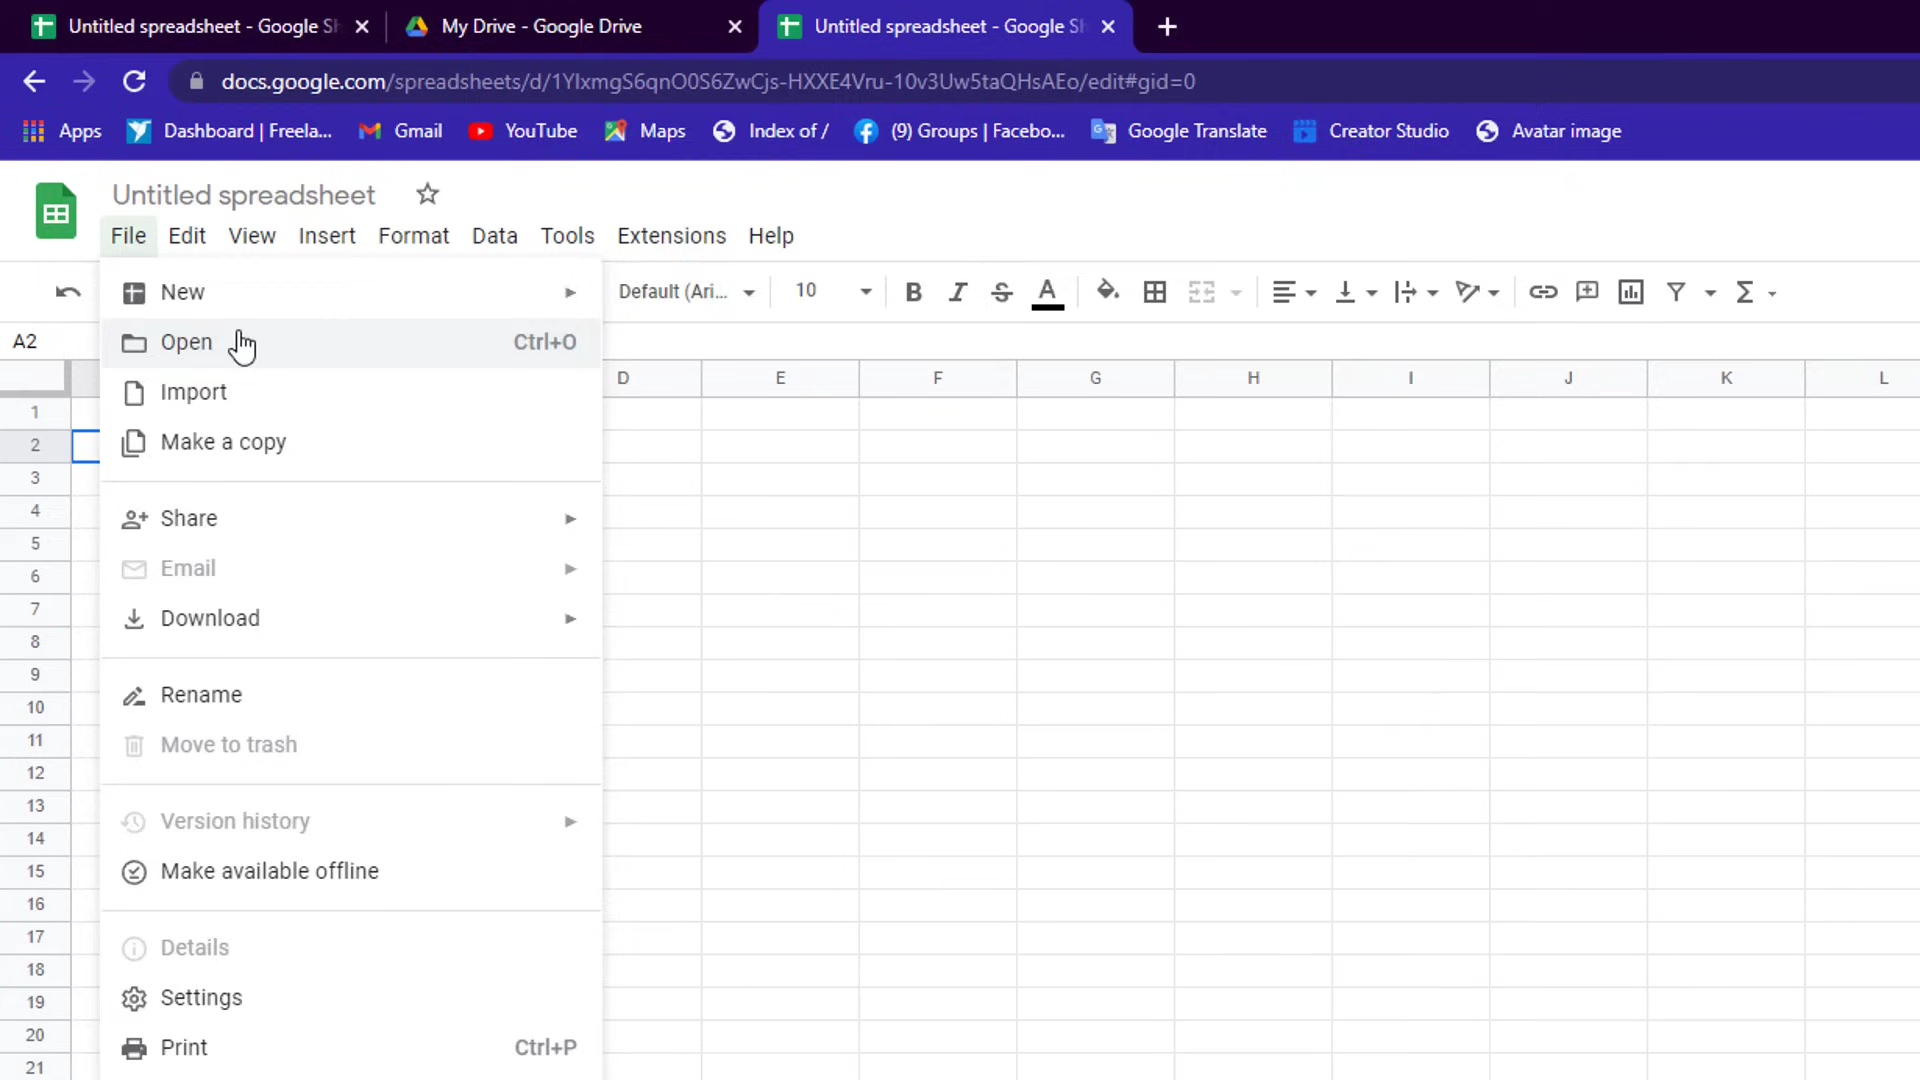 Untitled spreadsheet - Google Sh
My Drive - Google Drive
Untitled spreadsheet - Google Sh
docs.google.com/spreadsheets/d/1YIxmgS6qnO0S6ZwCjs-HXXE4Vru-10v3Uw5taQHsAEo/edit#gid=0
Apps
Dashboard | Freela...
Gmail
YouTube
Maps
Index of /
(9) Groups | Facebo...
Google Translate
Creator Studio
Avatar image
Untitled spreadsheet
File Edit View Insert Format Data Tools Extensions Help
New
Default (Ari...
10
B I S A
Open Ctrl+O
A2
Import
Make a copy
Share
Email
Download
Rename
Move to trash
Version history
Make available offline
Details
Settings
Print Ctrl+P
D E F G H I J K L
1
2
3
4
5
6
7
8
9
10
11
12
13
14
15
16
17
18
19
20
21